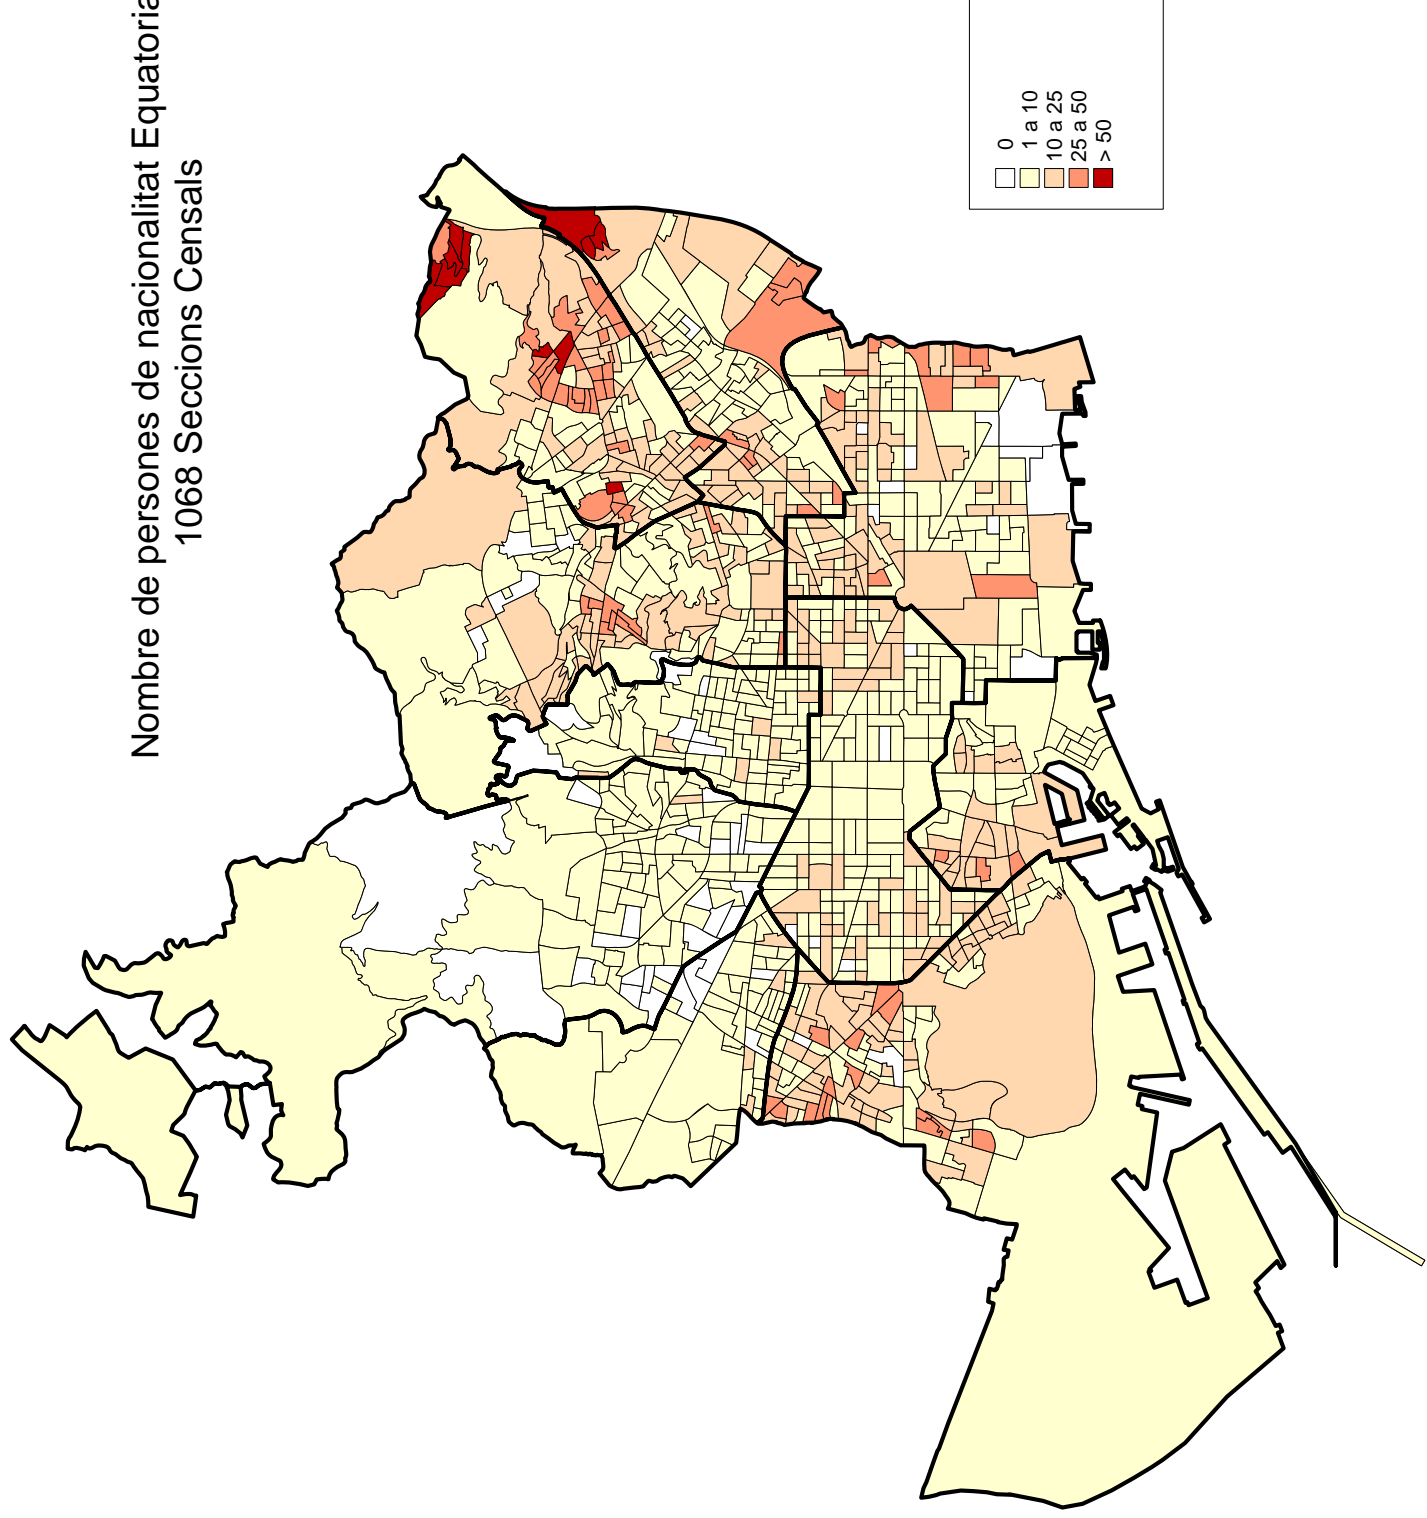 Nombre de persones de nacionalitat Equatoria
1068 Seccions Censals
0
1 a 10
10 a 25
25 a 50
> 50